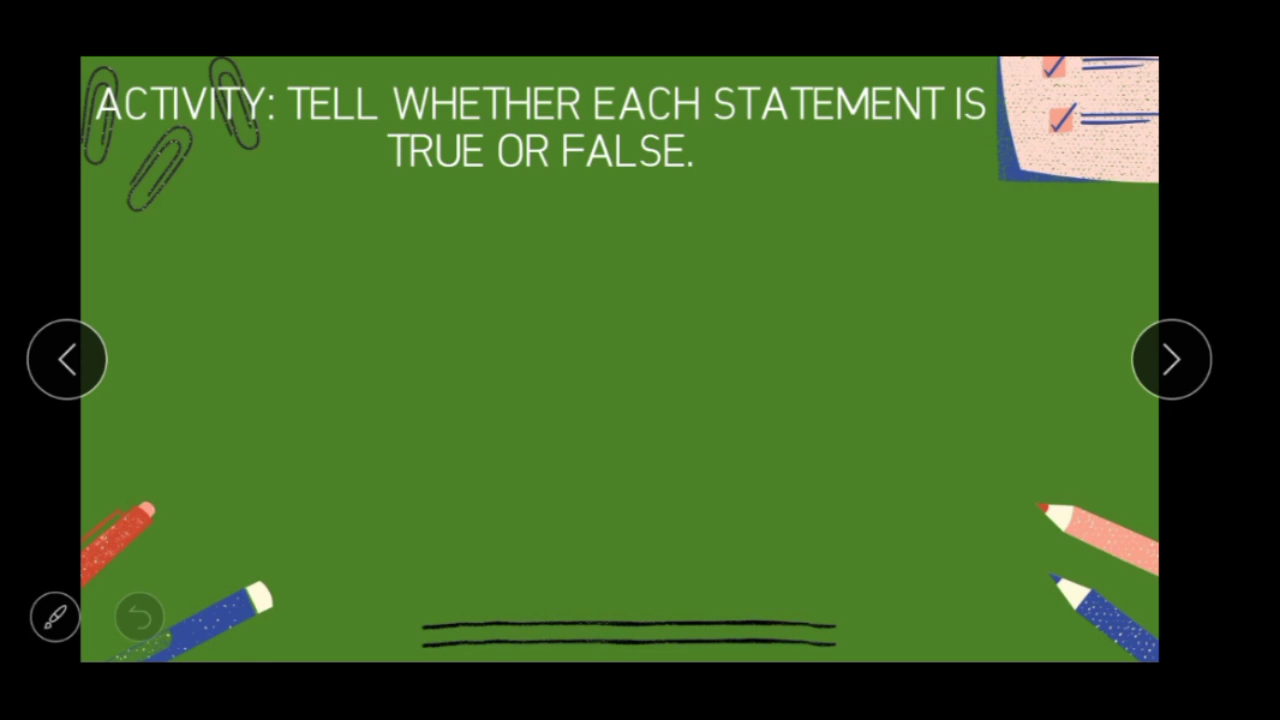 ACTIVITY: TELL WHETHER EACH STATEMENT IS
TRUE OR FALSE.